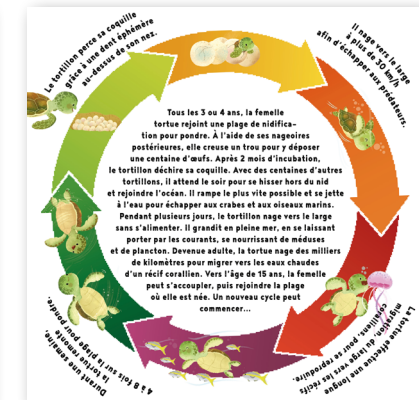 Le tortillon perce sa coquille
grâce à une dent éphémère
au-dessus de son nez.
Il nage vers le large
à plus de 30 km/h
afin d'échapper aux prédateurs.
Tous les 3 ou 4 ans, la femelle
tortue rejoint une plage de nidifica-
tion pour pondre. À l'aide de ses nageoires
postérieures, elle creuse un trou pour y déposer
une centaine d'œufs. Après 2 mois d'incubation,
le tortillon déchire sa coquille. Avec des centaines d'autres
tortillons, il attend le soir pour se hisser hors du nid
et rejoindre l'océan. Il rampe le plus vite possible et se jette
à l'eau pour échapper aux crabes et aux oiseaux marins.
Pendant plusieurs jours, le tortillon nage vers le large
sans s'alimenter. Il grandit en pleine mer, en se laissant
porter par les courants, se nourrissant de méduses
et de plancton. Devenue adulte, la tortue nage des milliers
de kilomètres pour migrer vers les eaux chaudes
d'un récif corallien. Vers l'âge de 15 ans, la femelle
peut s'accoupler, puis rejoindre la plage
où elle est née. Un nouveau cycle peut
commencer...
La tortue effectue une longue
migration, du large vers les récifs
coralliens, pour se reproduire.
Durant une semaine,
la tortue remonte
4 à 8 fois sur la plage pour pondre.